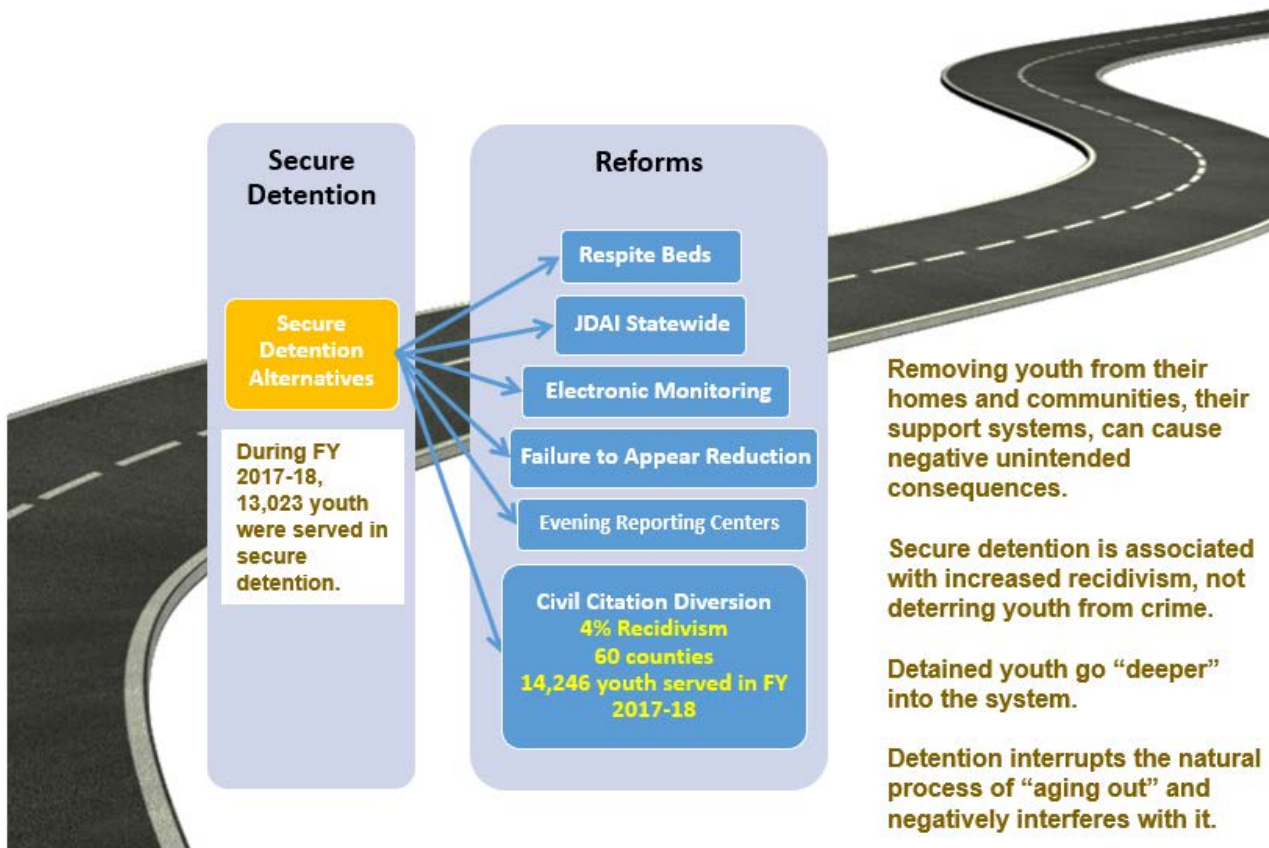 Secure
Detention
Secure
Detention
Alternatives
During FY
2017-18,
13,023 youth
were served in
secure
detention.
Reforms
Respite Beds
JDAI Statewide
Electronic Monitoring
Failure to Appear Reduction
Evening Reporting Centers
Civil Citation Diversion
4% Recidivism
60 counties
14,246 youth served in FY
2017-18
Removing youth from their
homes and communities, their
support systems, can cause
negative unintended
consequences.
Secure detention is associated
with increased recidivism, not
deterring youth from crime.
Detained youth go “deeper”
into the system.
Detention interrupts the natural
process of “aging out” and
negatively interferes with it.